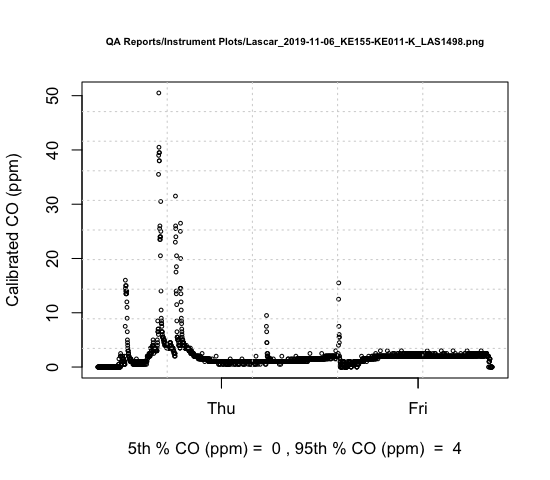 QA Reports/Instrument Plots/Lascar_2019-11-06_KE155-KE011-K_LAS1498.png
50
40
30
20
10
0
Calibrated CO (ppm)
Thu Fri
5th % CO (ppm) = 0 , 95th % CO (ppm) = 4